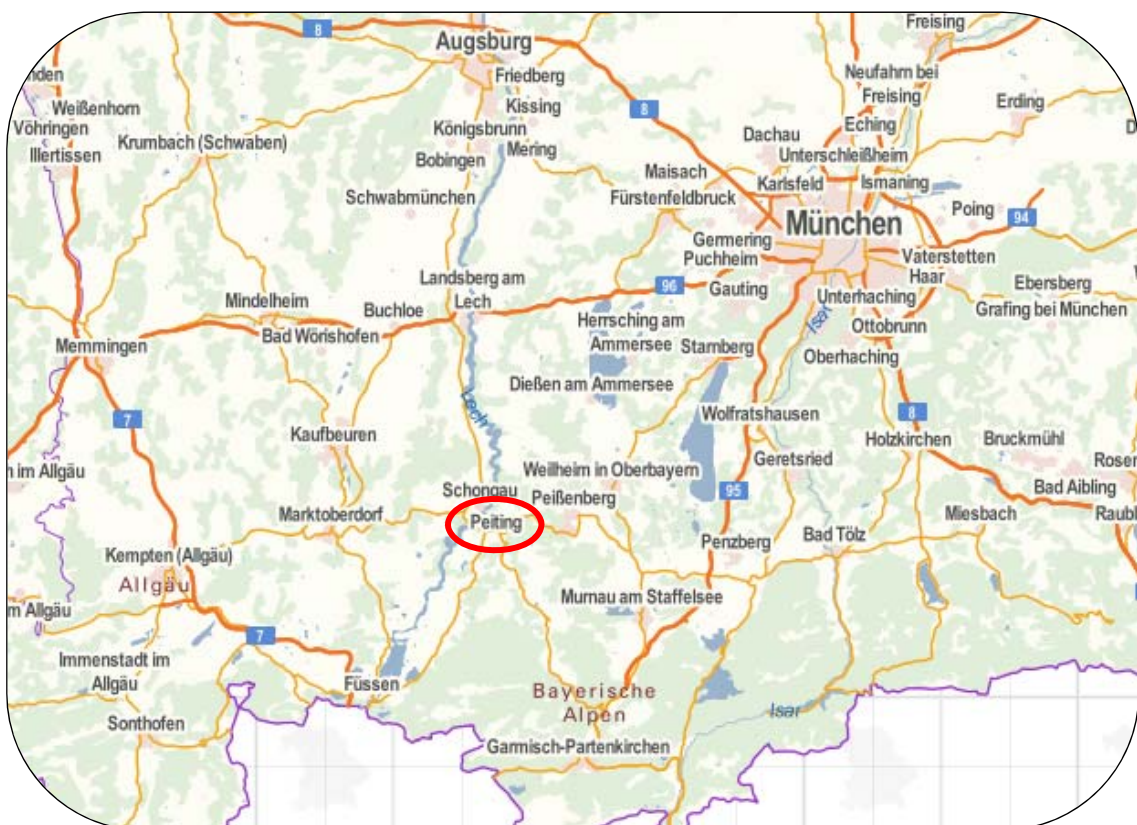 Freising
8
Augsburg
Friedberg
Neufahrn bei
Freising
Weißenhorn
Kissing
8
Erding
Vöhringen
Königsbrunn
Eching
Dachau
Krumbach (Schwaben)
Mering
Illertissen
Bobingen
Unterschleißheim
Maisach
Karlsfeld
Ismaning
Schwabmünchen
Fürstenfeldbruck
Poing
94
München
Germering
Puchheim
Vaterstetten
Landsberg am
Lech
Haar
Ebersberg
96
Gauting
Mindelheim
Unterhaching
Grafing bei München
Buchloe
Herrsching am
Ammersee
Isar
Ottobrunn
Bad Wörishofen
Memmingen
Starnberg
Oberhaching
Dießen am Ammersee
Lech
7
Wolfratshausen
8
Kaufbeuren
Holzkirchen
Bruckmühl
Geretsried
Weilheim in Oberbayern
im Allgäu
Schongau
95
Bad Aibling
Peißenberg
Marktoberdorf
Peiting
Miesbach
Penzberg
Bad Tölz
Kempten (Allgäu)
Allgäu
Murnau am Staffelsee
m Allgäu
7
Immenstadt im
Allgäu
Füssen
Bayerische
Alpen
Isar
Sonthofen
Garmisch-Partenkirchen